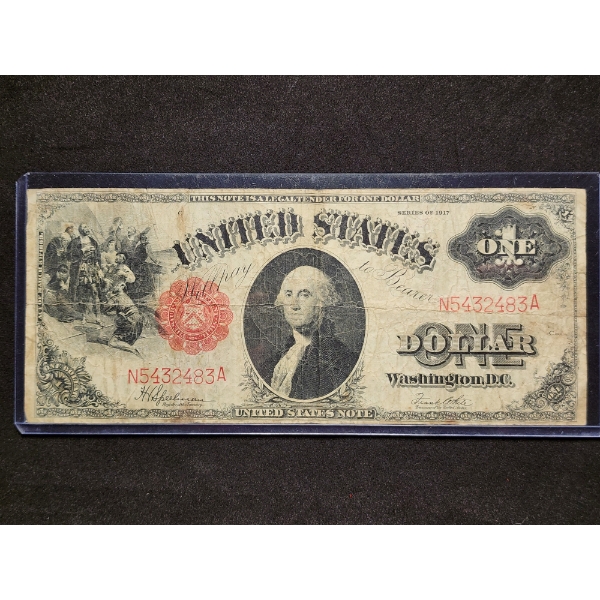 THIS NOTE IS A LEGAL TENDER FOR ONE DOLLAR
SERIES OF 1917
UNITED STATES
ONE
Will pay to Bearer
N5432483A
ONE
DOLLAR
Washington, D.C.
N5432483A
UNITED STATES NOTE